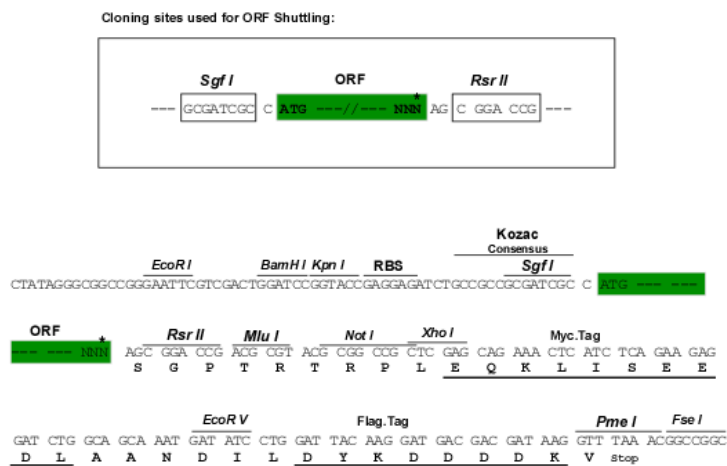 Cloning sites used for ORF Shuttling:
Sgf I ORF Rsr II
--- GCGATCGC C ATG ---//--- NNN* AG C GGA CCG ---
Kozac
Consensus
EcoR I BamH I Kpn I RBS Sgf I
CTATAGGGCGGCCGGGAATTCGTCGACTGGATCCGGTACCGAGGAGATCTGCCGCCGCGATCGC C ATG --- ---
ORF Rsr II Mlu I Not I Xho I Myc.Tag
--- --- NNN* AGC GGA CCG ACG CGT ACG CGG CCG CTC GAG CAG AAA CTC ATC TCA GAA GAG
S G P T R T R P L E Q K L I S E E
EcoR V Flag.Tag Pme I Fse I
GAT CTG GCA GCA AAT GAT ATC CTG GAT TAC AAG GAT GAC GACGAT AAG GTT TAA ACGGCCGGC
D L A A N D I L D Y K D D D D K V Stop